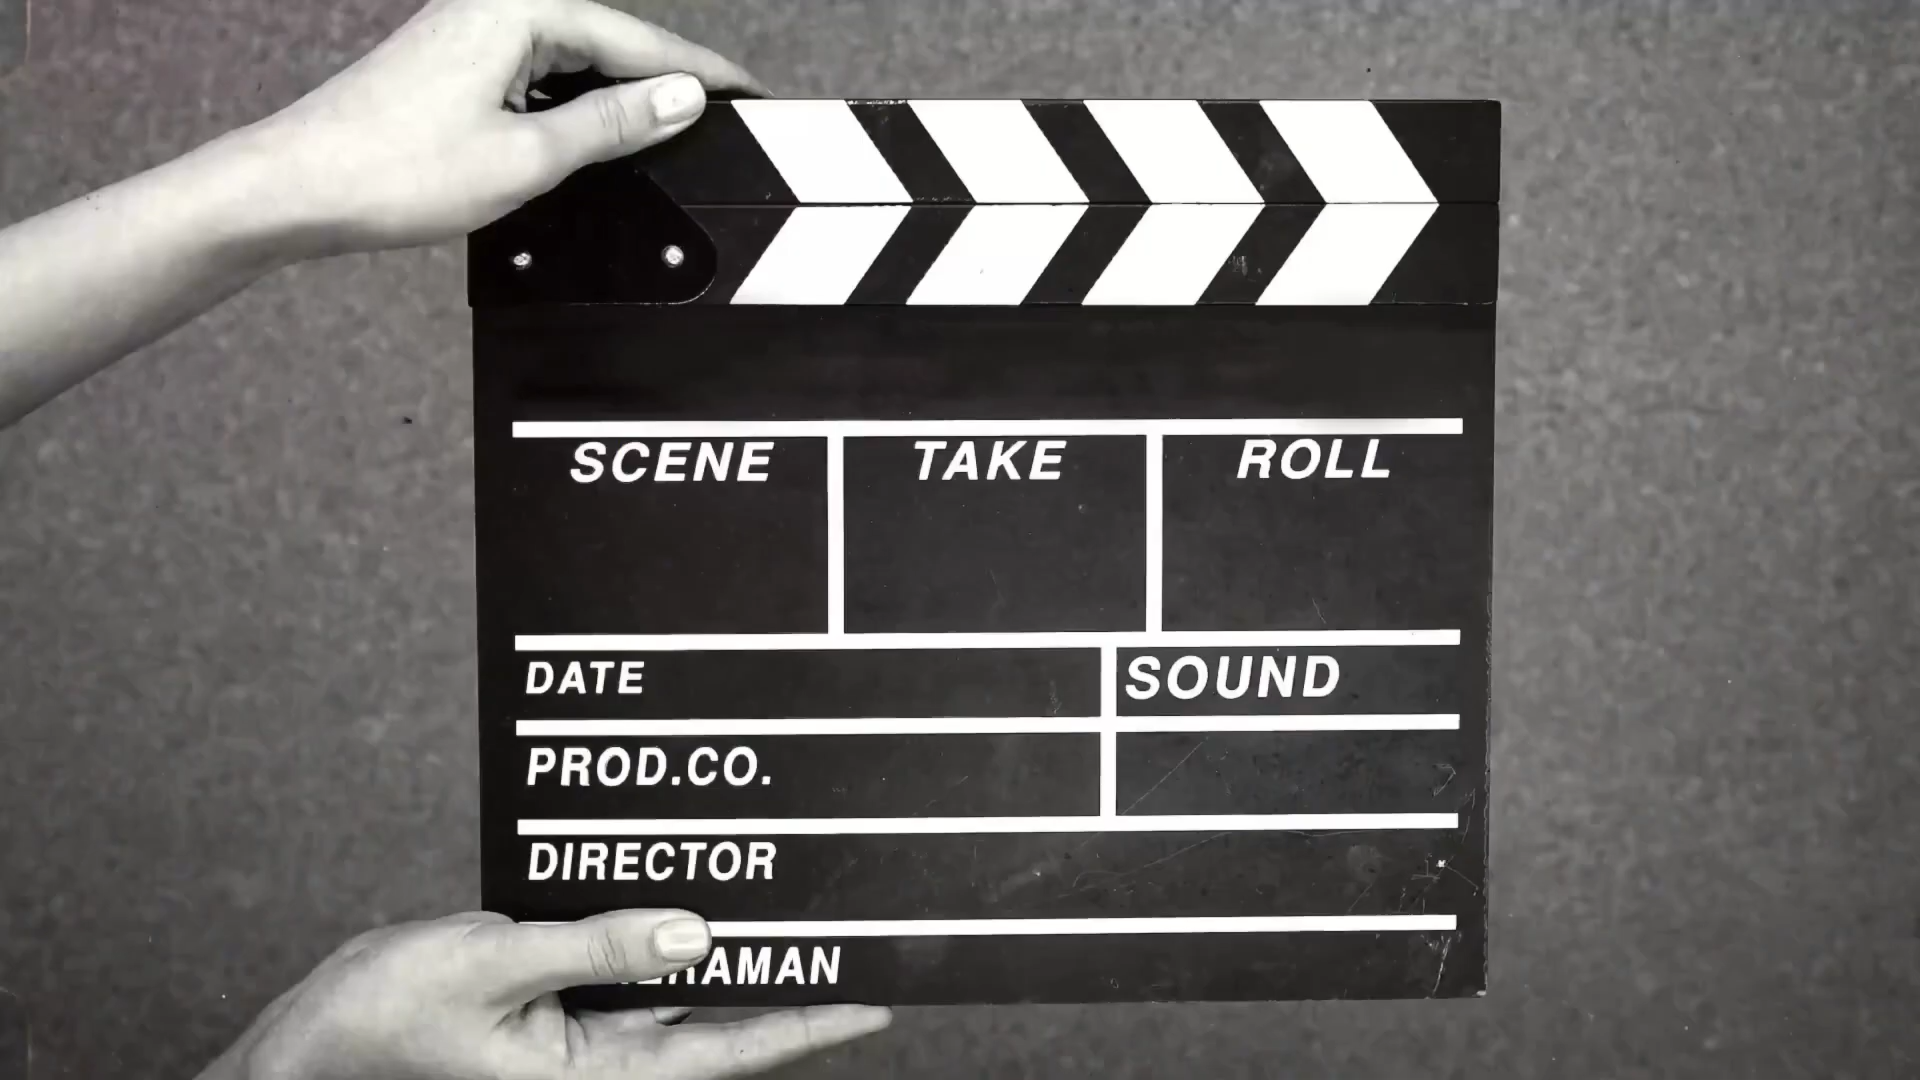 SCENE TAKE ROLL
DATE SOUND
PROD.CO.
DIRECTOR